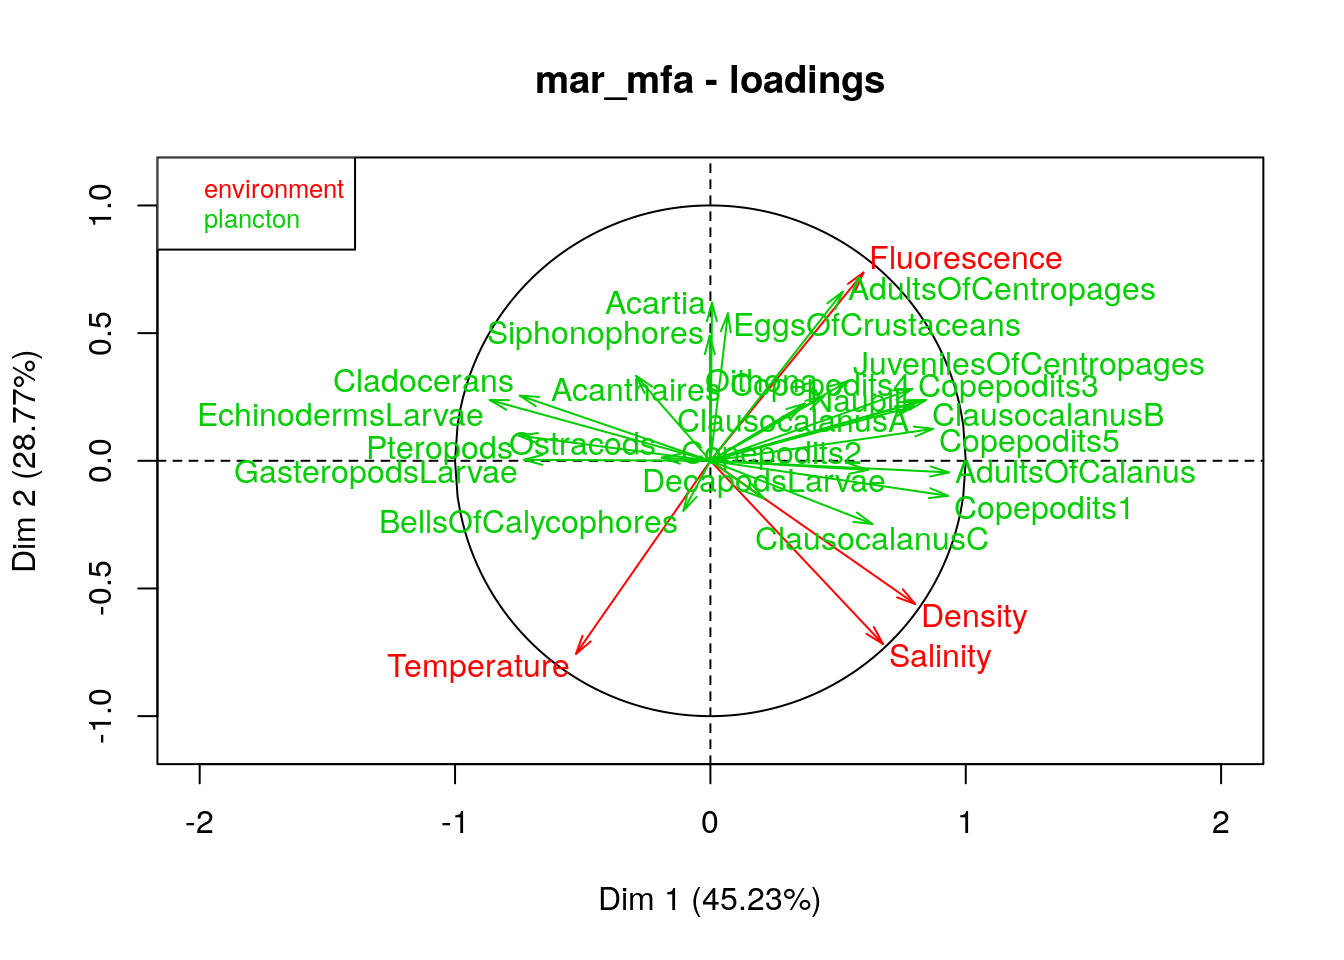 mar_mfa - loadings
environment
plancton
Fluorescence
AdultsOfCentropages
Acartia
EggsOfCrustaceans
Siphonophores
JuvenilesOfCentropages
Cladocerans
Acanthaires
Oithona
Copepodits4
Copepodits3
Nauplii
EchinodermsLarvae
ClausocalanusA
ClausocalanusB
Pteropods
Ostracods
Copepodits2
Copepodits5
GasteropodsLarvae
DecapodsLarvae
AdultsOfCalanus
BellsOfCalycophores
Copepodits1
ClausocalanusC
Density
Salinity
Temperature
1.0
0.5
0.0
-0.5
-1.0
Dim 2 (28.77%)
-2
-1
0
1
2
Dim 1 (45.23%)